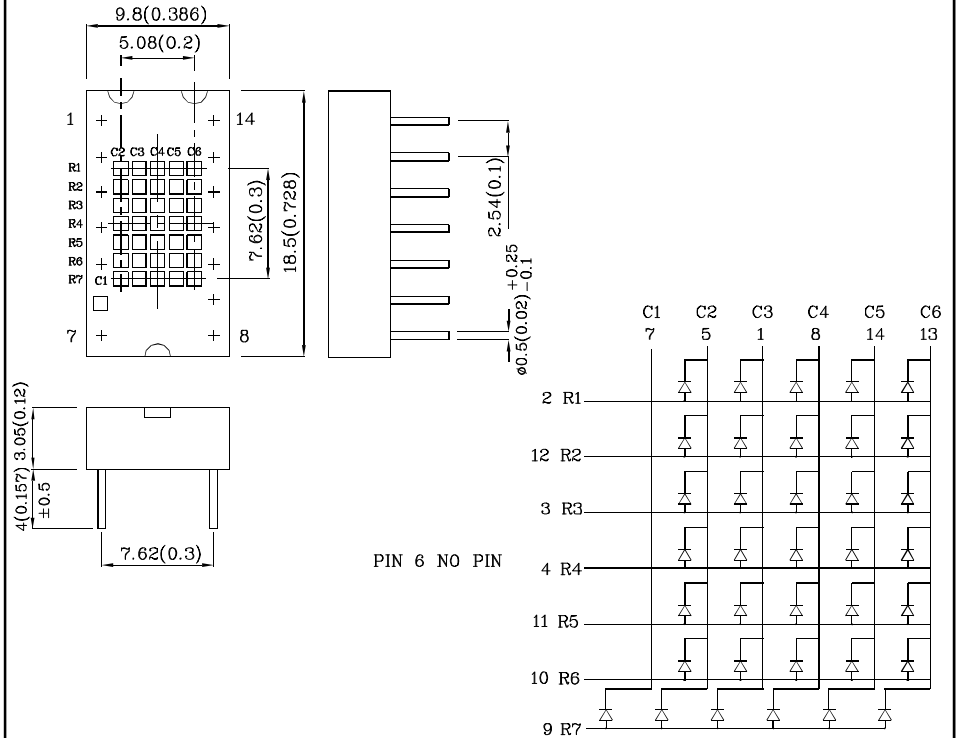 9.8(0.386)
5.08(0.2)
1 14
C2 C3 C4 C5 C6
R1
R2
R3
R4
R5
R6
R7
C1
7 8
7.62(0.3)
18.5(0.728)
2.54(0.1)
ø0.5(0.02) +0.25 -0.1
3.05(0.12)
4(0.157) ±0.5
7.62(0.3)
PIN 6 NO PIN
C1 C2 C3 C4 C5 C6
7 5 1 8 14 13
2 R1
12 R2
3 R3
4 R4
11 R5
10 R6
9 R7